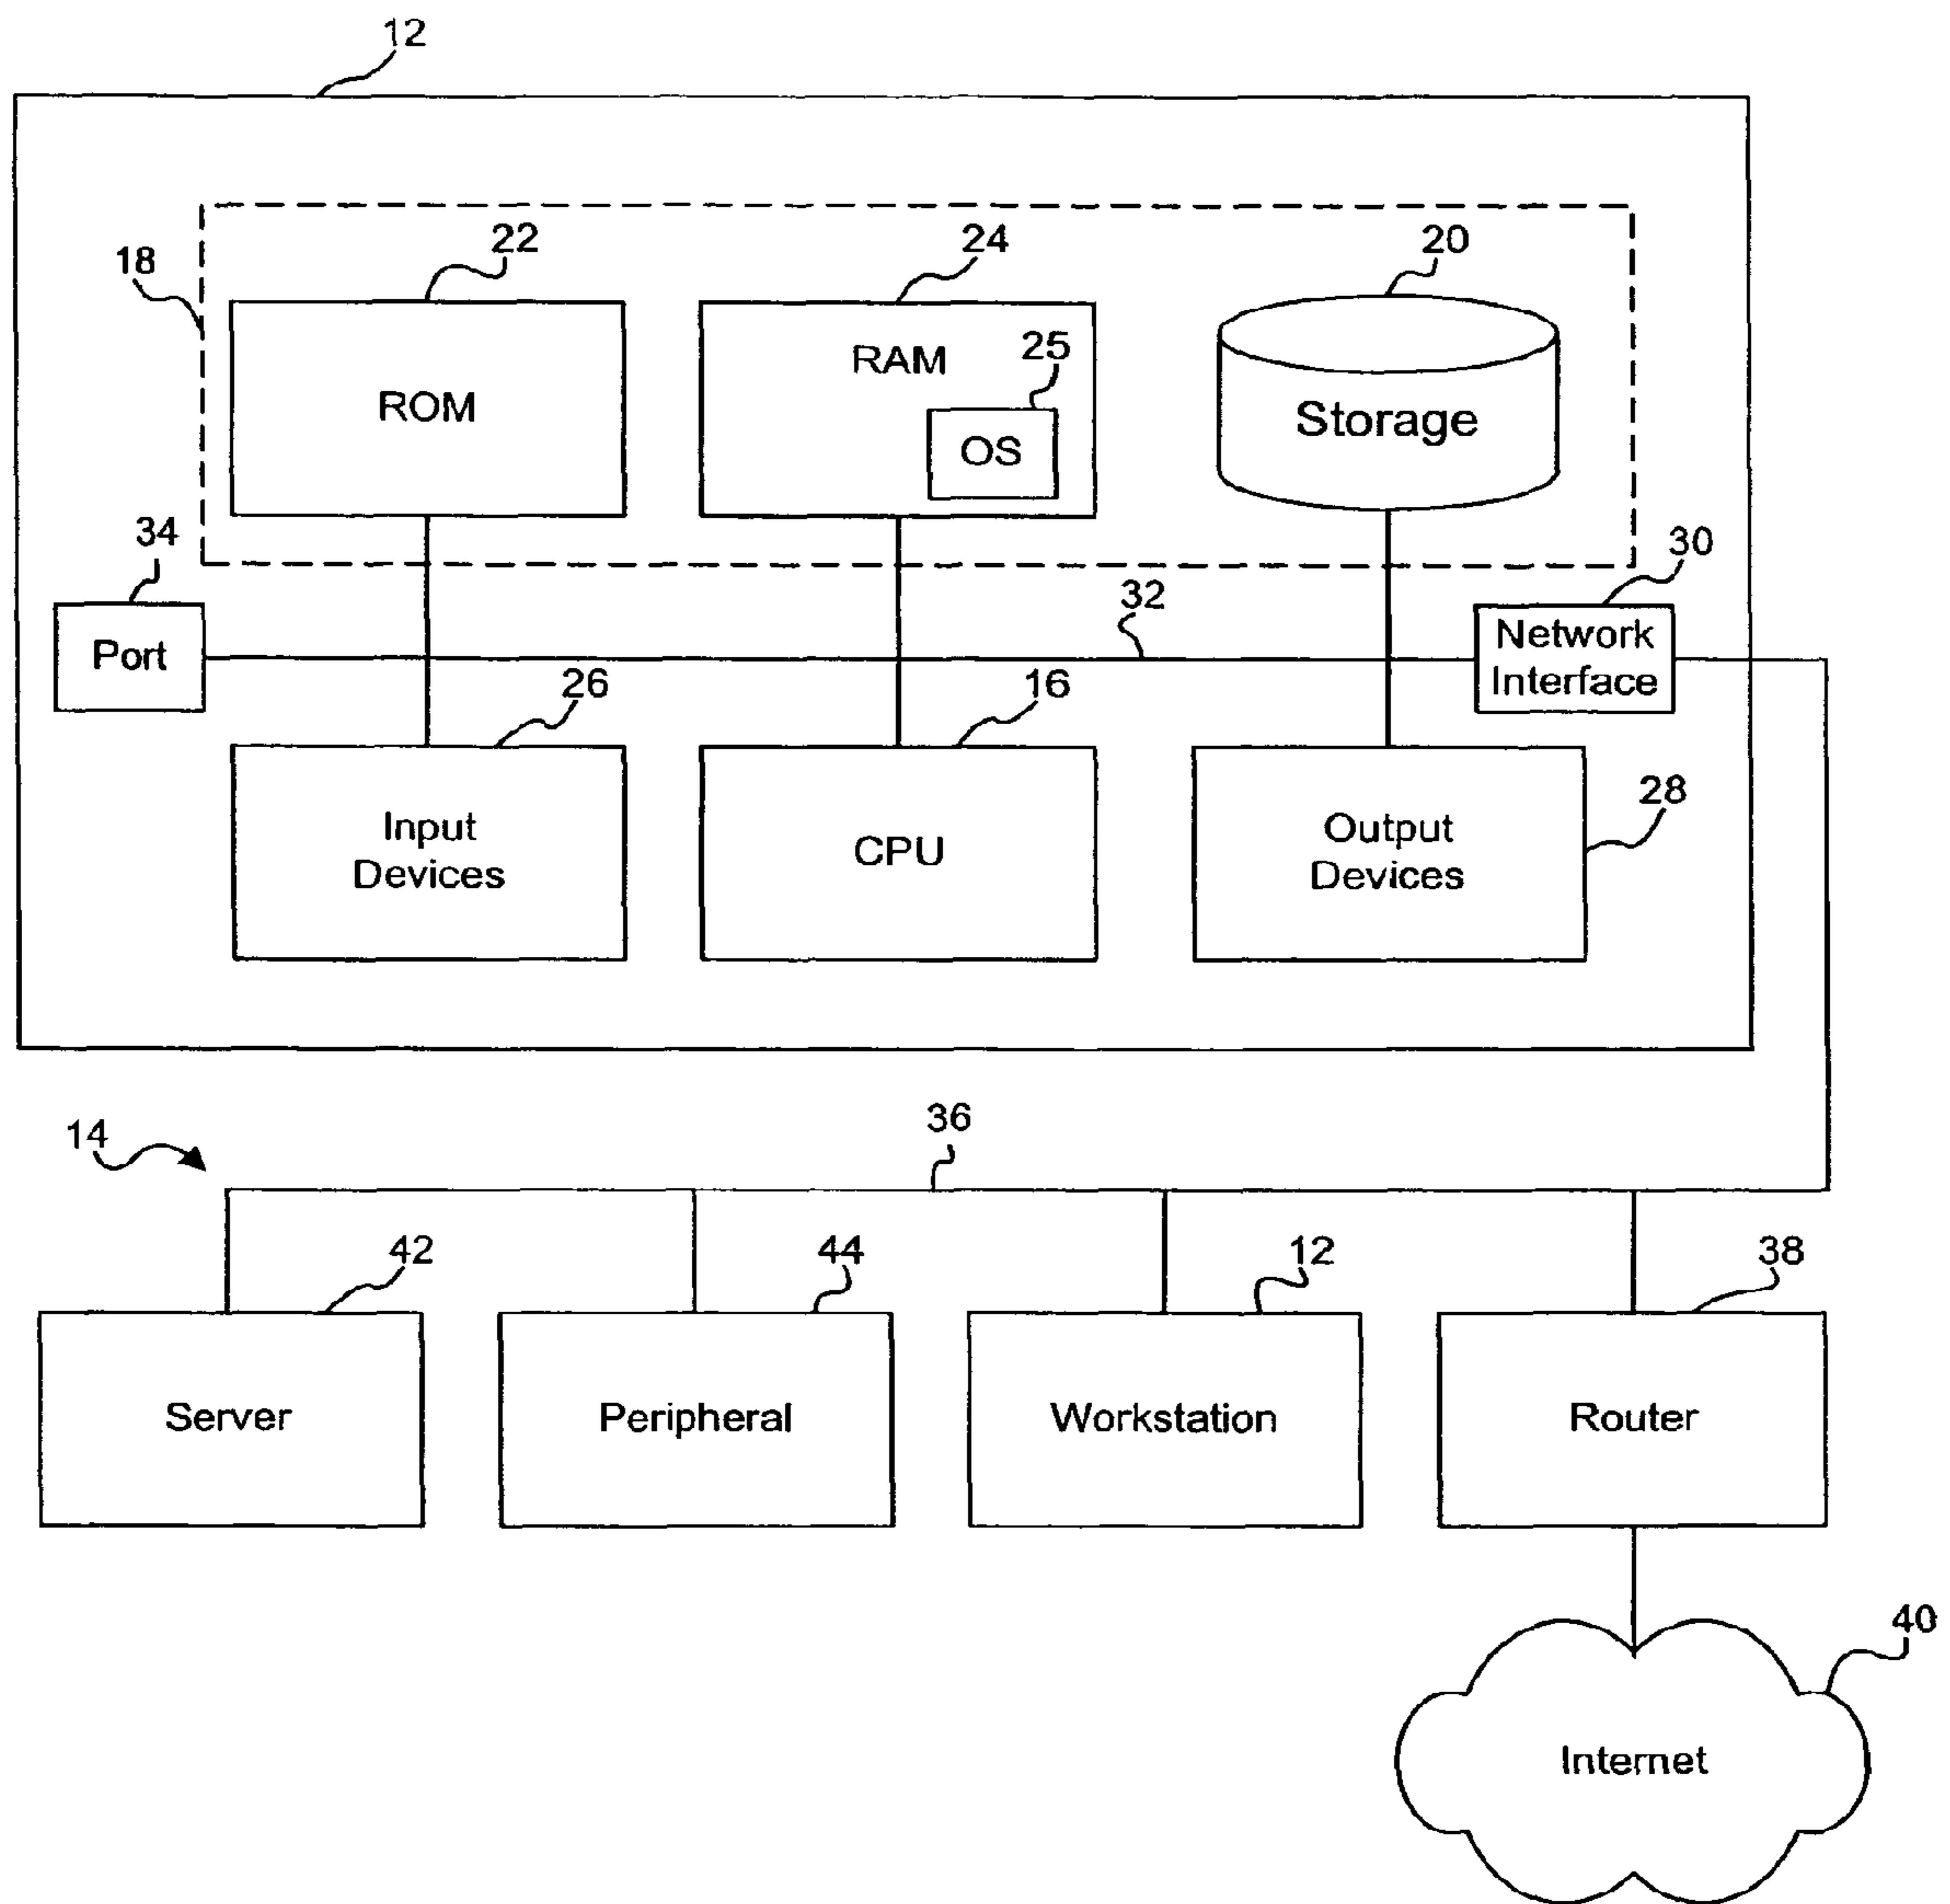 12
22
24
20
18
ROM
RAM
25
OS
Storage
34
30
32
Port
Network
Interface
26
16
Input
Devices
CPU
Output
Devices
28
14
36
42
44
12
38
Server
Peripheral
Workstation
Router
40
Internet